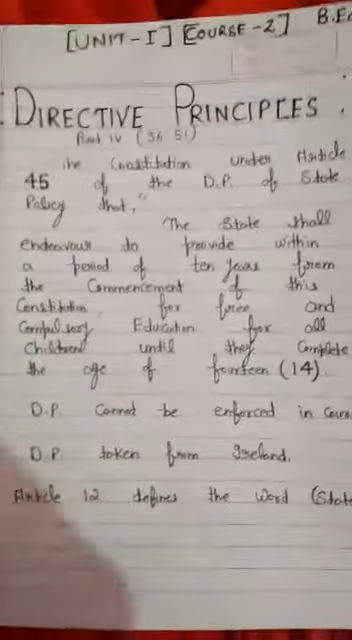 [UNIT - I] [COURSE - 2] B.Ed
: DIRECTIVE PRINCIPLES .
Part IV (36 51)
The Constitution under Article
45 of the D.P. of State
Policy that,"
"The State shall
endeavour to provide within
a period of ten years from
the Commencement of this
Constitution, for free and
Compulsory Education for all
Children until they Complete
the age of fourteen (14)
D.P. Cannot be enforced in Cour
D.P. taken from Ireland.
Article 12 defines the Word (State